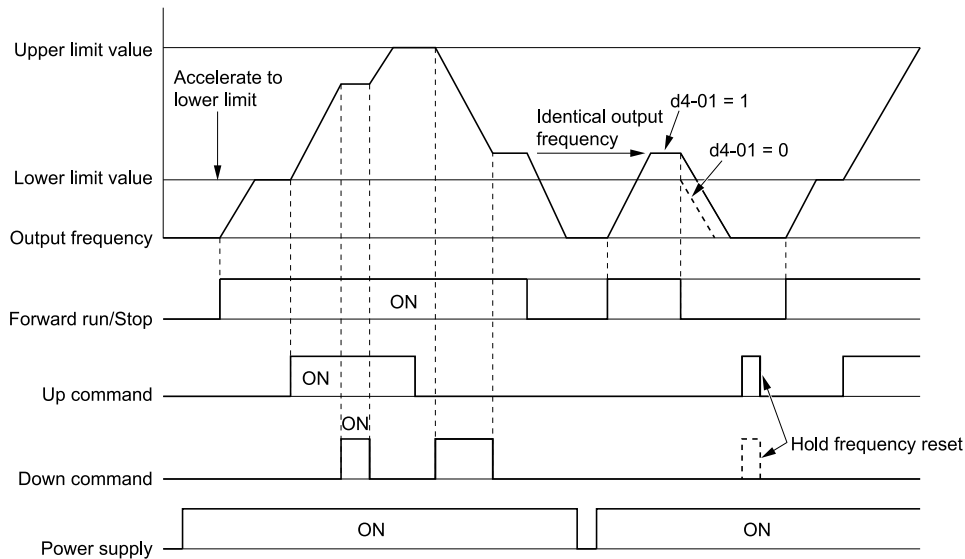 Upper limit value
Accelerate to
lower limit
Identical output
frequency
d4-01 = 1
d4-01 = 0
Lower limit value
Output frequency
Forward run/Stop
ON
Up command
ON
ON
Hold frequency reset
Down command
Power supply
ON
ON